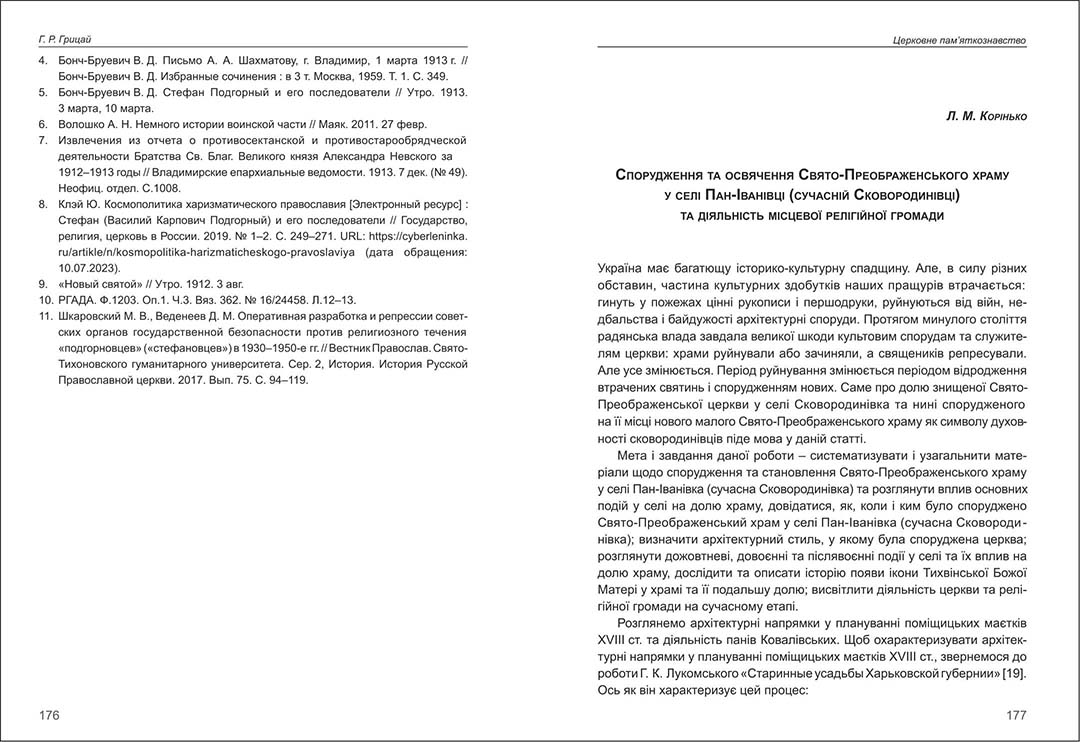 Г. Р. Грицай
4. Бонч-Бруевич В. Д. Письмо А. А. Шахматову, г. Владимир, 1 марта 1913 г. //
Бонч-Бруевич В. Д. Избранные сочинения : в 3 т. Москва, 1959. Т. 1. С. 349.
5. Бонч-Бруевич В. Д. Стефан Подгорный и его последователи // Утро. 1913.
3 марта, 10 марта.
6. Волошко А. Н. Немного истории воинской части // Маяк. 2011. 27 февр.
7. Извлечения из отчета о противосектанской и противостарообрядческой
деятельности Братства Св. Благ. Великого князя Александра Невского за
1912–1913 годы // Владимирские епархиальные ведомости. 1913. 7 дек. (№ 49).
Неофиц. отдел. С.1008.
8. Клэй Ю. Космополитика харизматического православия [Электронный ресурс] :
Стефан (Василий Карпович Подгорный) и его последователи // Государство,
религия, церковь в России. 2019. № 1–2. С. 249–271. URL: https://cyberleninka.
ru/artikle/n/kosmopolitika-harizmaticheskogo-pravoslaviya (дата обращения:
10.07.2023).
9. «Новый святой» // Утро. 1912. 3 авг.
10. РГАДА. Ф.1203. Оп.1. Ч.3. Вяз. 362. № 16/24458. Л.12–13.
11. Шкаровский М. В., Веденеев Д. М. Оперативная разработка и репрессии совет-
ских органов государственной безопасности против религиозного течения
«подгорновцев» («стефановцев») в 1930–1950-е гг. // Вестник Православ. Свято-
Тихоновского гуманитарного университета. Сер. 2, История. История Русской
Православной церкви. 2017. Вып. 75. С. 94–119.
176
Церковне пам’яткознавство
Л. М. Корінько
Спорудження та освячення Свято-Преображенського храму
у селі Пан-Іванівці (сучасній Сковородинівці)
та діяльність місцевої релігійної громади
Україна має багатющу історико-культурну спадщину. Але, в силу різних
обставин, частина культурних здобутків наших пращурів втрачається:
гинуть у пожежах цінні рукописи і першодруки, руйнуються від війн, не-
дбальства і байдужості архітектурні споруди. Протягом минулого століття
радянська влада завдала великої шкоди культовим спорудам та служите-
лям церкви: храми руйнували або зачиняли, а священиків репресували.
Але усе змінюється. Період руйнування змінюється періодом відродження
втрачених святинь і спорудженням нових. Саме про долю знищеної Свято-
Преображенської церкви у селі Сковородинівка та нині спорудженого
на її місці нового малого Свято-Преображенського храму як символу духов-
ності сковородинівців піде мова у даній статті.
Мета і завдання даної роботи – систематизувати і узагальнити мате-
ріали щодо спорудження та становлення Свято-Преображенського храму
у селі Пан-Іванівка (сучасна Сковородинівка) та розглянути вплив основних
подій у селі на долю храму, довідатися, як, коли і ким було споруджено
Свято-Преображенський храм у селі Пан-Іванівка (сучасна Сковороди-
нівка); визначити архітектурний стиль, у якому була споруджена церква;
розглянути дожовтневі, довоєнні та післявоєнні події у селі та їх вплив на
долю храму, дослідити та описати історію появи ікони Тихвінської Божої
Матері у храмі та її подальшу долю; висвітлити діяльність церкви та релі-
гійної громади на сучасному етапі.
Розглянемо архітектурні напрямки у плануванні поміщицьких маєтків
XVIII ст. та діяльність панів Ковалівських. Щоб охарактеризувати архітек-
турні напрямки у плануванні поміщицьких маєтків XVIII ст., звернемося до
роботи Г. К. Лукомського «Старинные усадьбы Харьковской губернии» [19].
Ось як він характеризує цей процес:
177